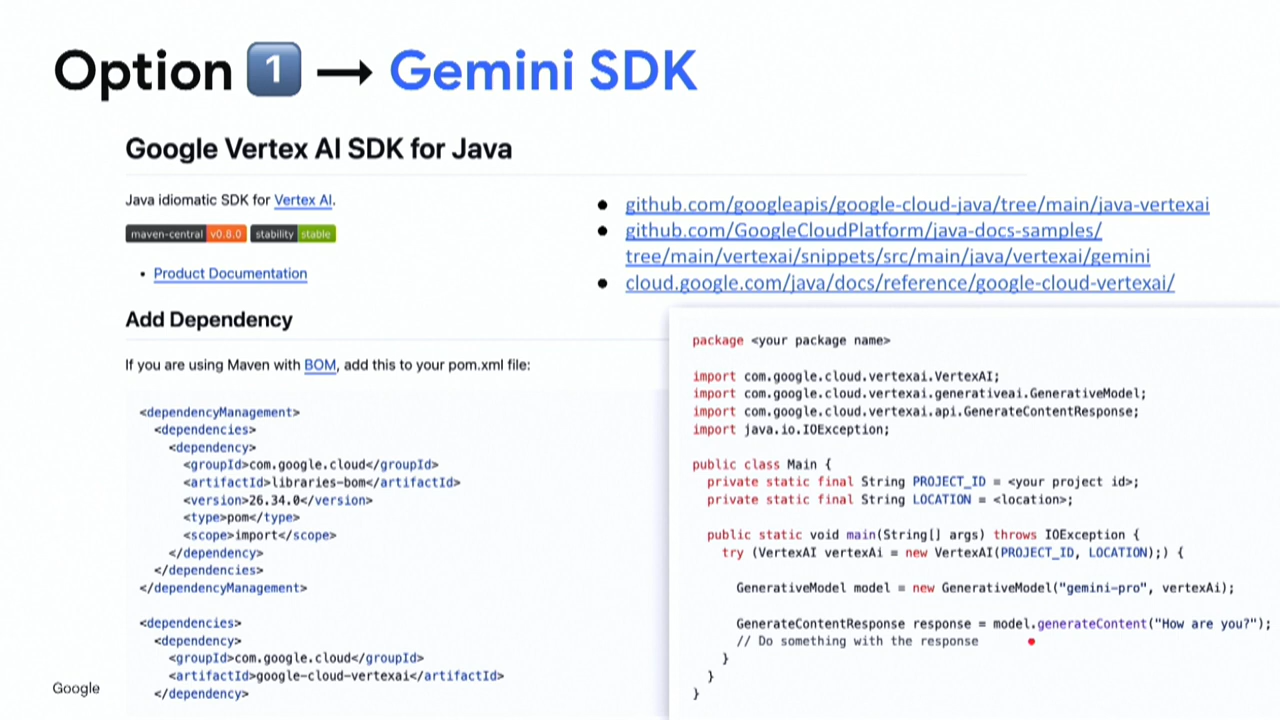 Option 1 → Gemini SDK
Google Vertex AI SDK for Java
Java idiomatic SDK for Vertex AI.
maven-central v0.8.0 stability stable
• Product Documentation
Add Dependency
If you are using Maven with BOM, add this to your pom.xml file:
<dependencyManagement>
<dependencies>
<dependency>
<groupId>com.google.cloud</groupId>
<artifactId>libraries-bom</artifactId>
<version>26.34.0</version>
<type>pom</type>
<scope>import</scope>
</dependency>
</dependencies>
</dependencyManagement>
<dependencies>
<dependency>
<groupId>com.google.cloud</groupId>
<artifactId>google-cloud-vertexai</artifactId>
</dependency>
● github.com/googleapis/google-cloud-java/tree/main/java-vertexai
● github.com/GoogleCloudPlatform/java-docs-samples/
tree/main/vertexai/snippets/src/main/java/vertexai/gemini
● cloud.google.com/java/docs/reference/google-cloud-vertexai/
package <your package name>
import com.google.cloud.vertexai.VertexAI;
import com.google.cloud.vertexai.generativeai.GenerativeModel;
import com.google.cloud.vertexai.api.GenerateContentResponse;
import java.io.IOException;
public class Main {
private static final String PROJECT_ID = <your project id>;
private static final String LOCATION = <location>;
public static void main(String[] args) throws IOException {
try (VertexAI vertexAi = new VertexAI(PROJECT_ID, LOCATION);) {
GenerativeModel model = new GenerativeModel("gemini-pro", vertexAi);
GenerateContentResponse response = model.generateContent("How are you?");
// Do something with the response
}
}
}
Google